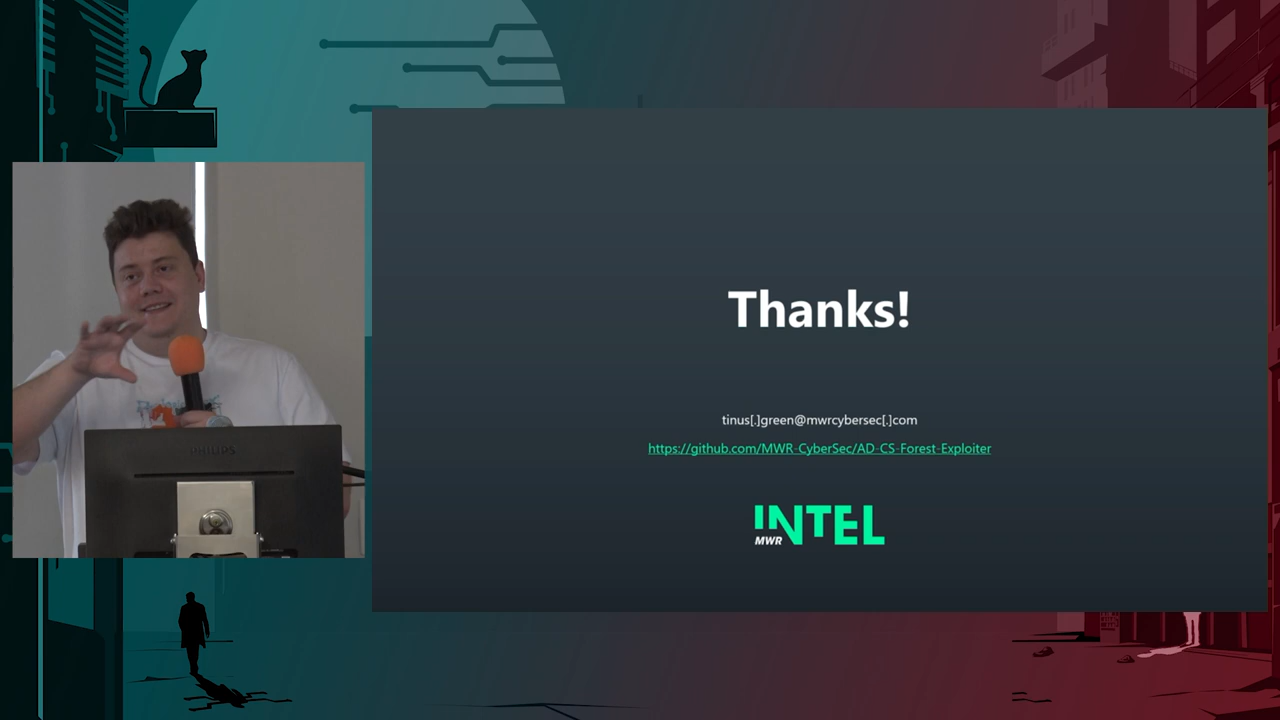 Thanks!
tinus[.]green@mwrcybersec[.]com
https://github.com/MWR-CyberSec/AD-CS-Forest-Exploiter
INTEL
MWR
PHILIPS